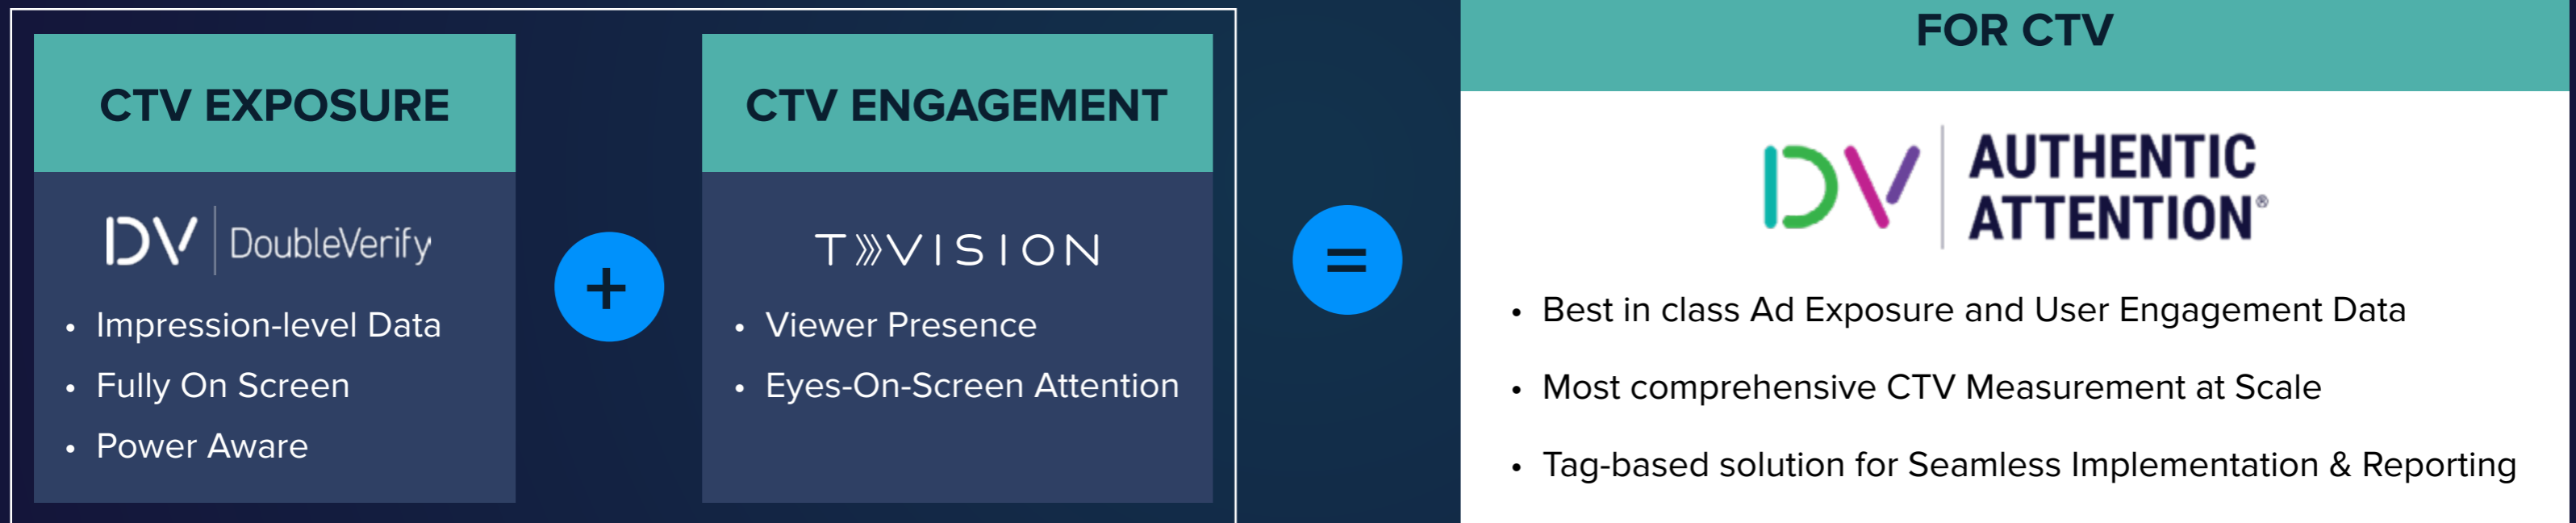 CTV EXPOSURE
DV | DoubleVerify
• Impression-level Data
• Fully On Screen
• Power Aware
+
CTV ENGAGEMENT
TVISION
• Viewer Presence
• Eyes-On-Screen Attention
=
FOR CTV
DV | AUTHENTIC
ATTENTION®
• Best in class Ad Exposure and User Engagement Data
• Most comprehensive CTV Measurement at Scale
• Tag-based solution for Seamless Implementation & Reporting